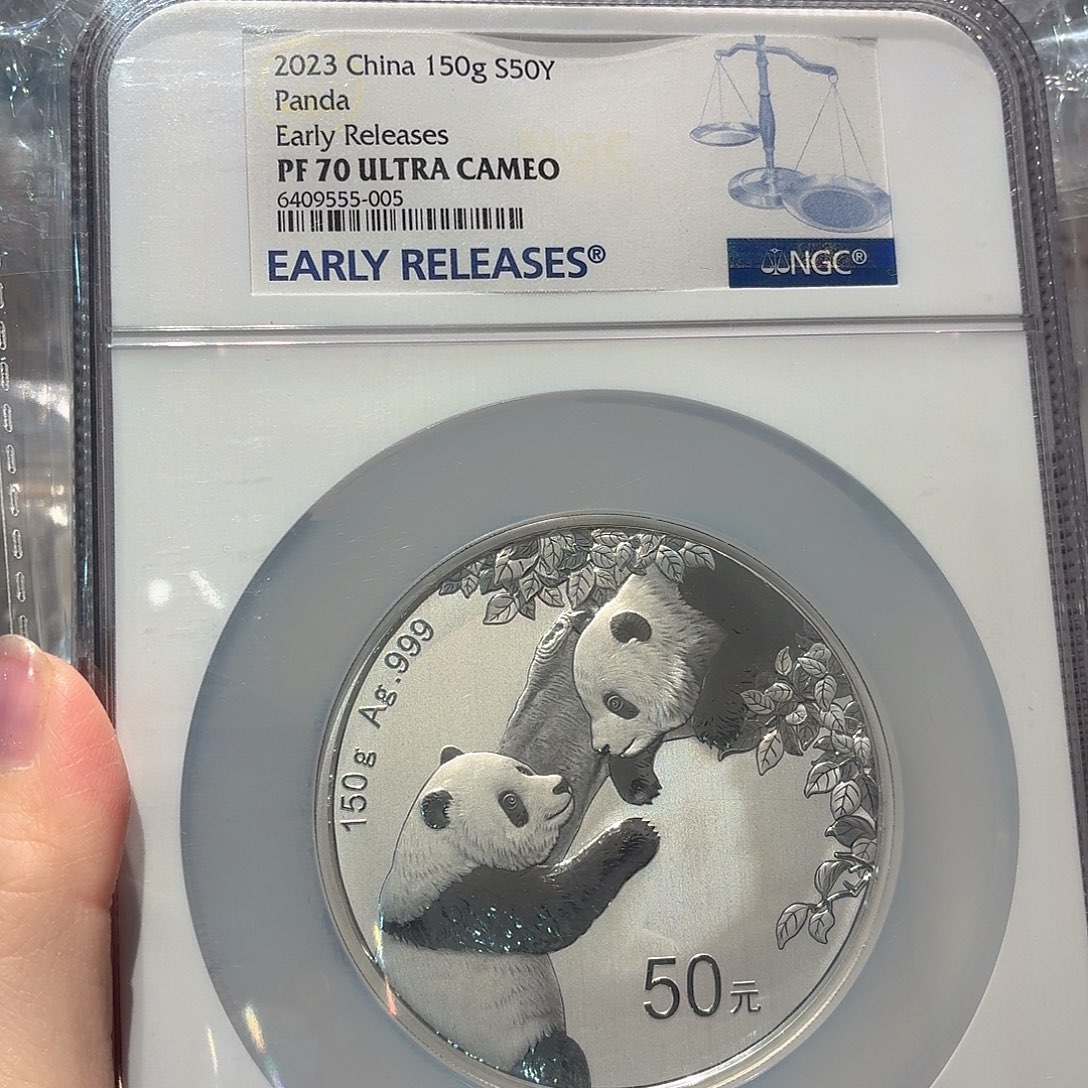 2023 China 150g S50Y
Panda
Early Releases
PF 70 ULTRA CAMEO
6409555-005
EARLY RELEASES®
NGC®
NGC
150g Ag.999
50元